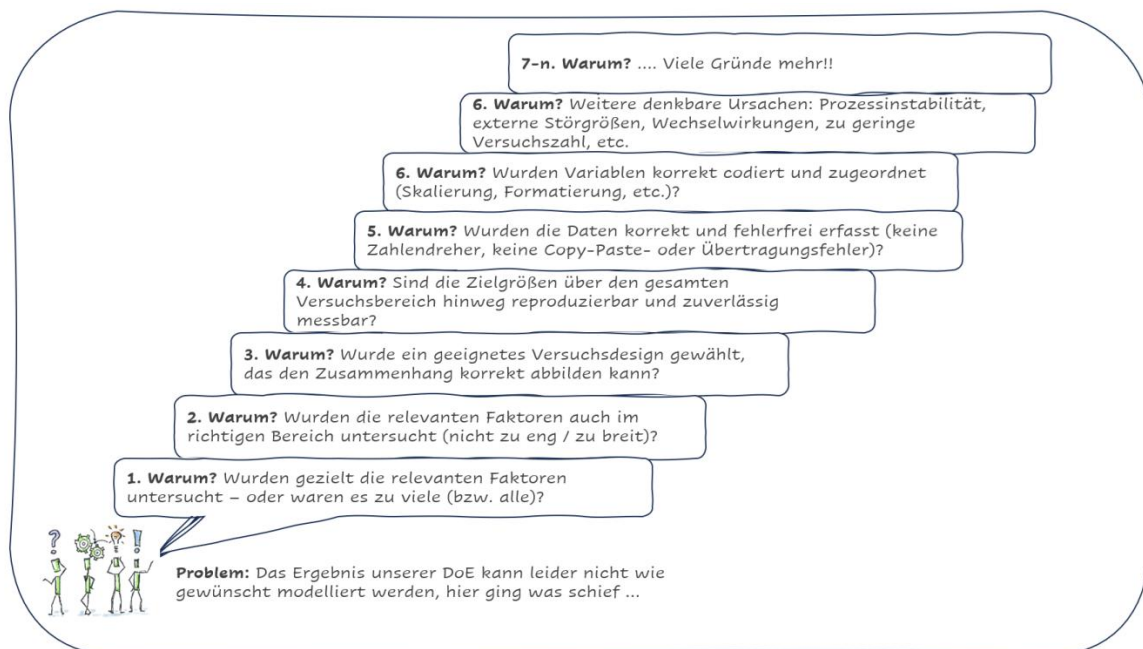 7-n. Warum? .... Viele Gründe mehr!!
6. Warum? Weitere denkbare Ursachen: Prozessinstabilität,
externe Störgrößen, Wechselwirkungen, zu geringe
Versuchszahl, etc.
6. Warum? Wurden Variablen korrekt codiert und zugeordnet
(Skalierung, Formatierung, etc.)?
5. Warum? Wurden die Daten korrekt und fehlerfrei erfasst (keine
Zahlendreher, keine Copy-Paste- oder Übertragungsfehler)?
4. Warum? Sind die Zielgrößen über den gesamten
Versuchsbereich hinweg reproduzierbar und zuverlässig
messbar?
3. Warum? Wurde ein geeignetes Versuchsdesign gewählt,
das den Zusammenhang korrekt abbilden kann?
2. Warum? Wurden die relevanten Faktoren auch im
richtigen Bereich untersucht (nicht zu eng / zu breit)?
1. Warum? Wurden gezielt die relevanten Faktoren
untersucht – oder waren es zu viele (bzw. alle)?
? !
Problem: Das Ergebnis unserer DoE kann leider nicht wie
gewünscht modelliert werden, hier ging was schief ...